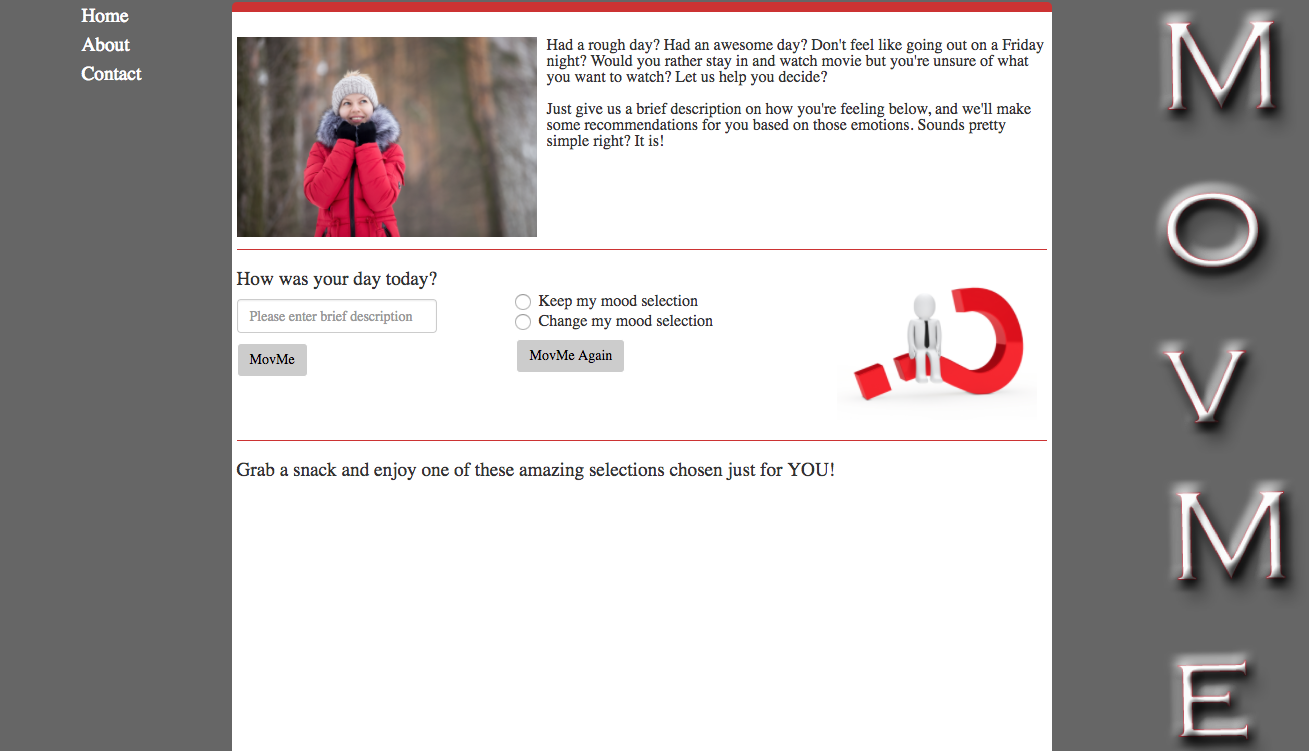 Home
About
Contact
Had a rough day? Had an awesome day? Don't feel like going out on a Friday
night? Would you rather stay in and watch movie but you're unsure of what
you want to watch? Let us help you decide?
Just give us a brief description on how you're feeling below, and we'll make
some recommendations for you based on those emotions. Sounds pretty
simple right? It is!
How was your day today?
Please enter brief description
MovMe
Keep my mood selection
Change my mood selection
MovMe Again
Grab a snack and enjoy one of these amazing selections chosen just for YOU!
M
O
V
M
E